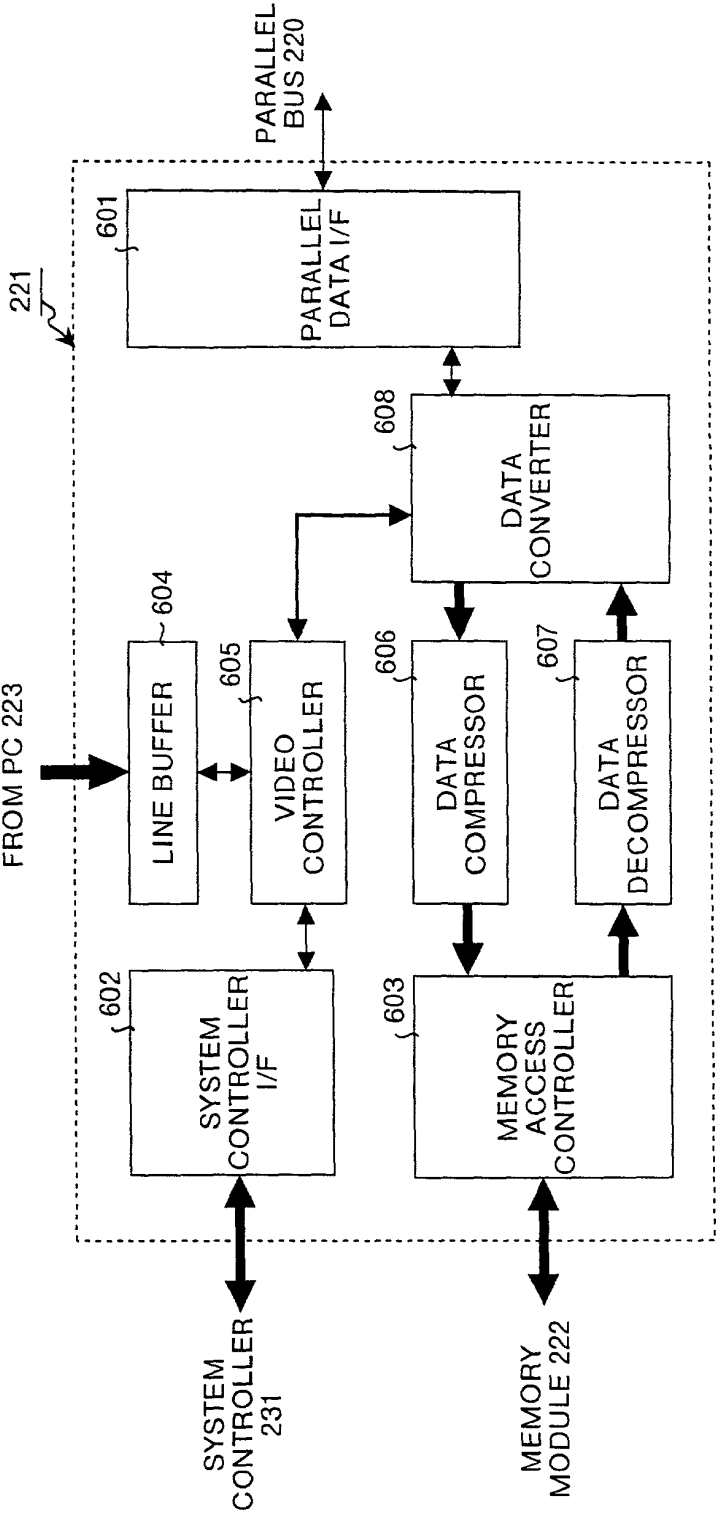 221
FROM PC 223
601
PARALLEL
DATA I/F
PARALLEL
BUS 220
602
SYSTEM
CONTROLLER
I/F
SYSTEM
CONTROLLER
231
LINE BUFFER
604
605
VIDEO
CONTROLLER
608
DATA
CONVERTER
603
MEMORY
ACCESS
CONTROLLER
606
DATA
COMPRESSOR
607
DATA
DECOMPRESSOR
MEMORY
MODULE 222